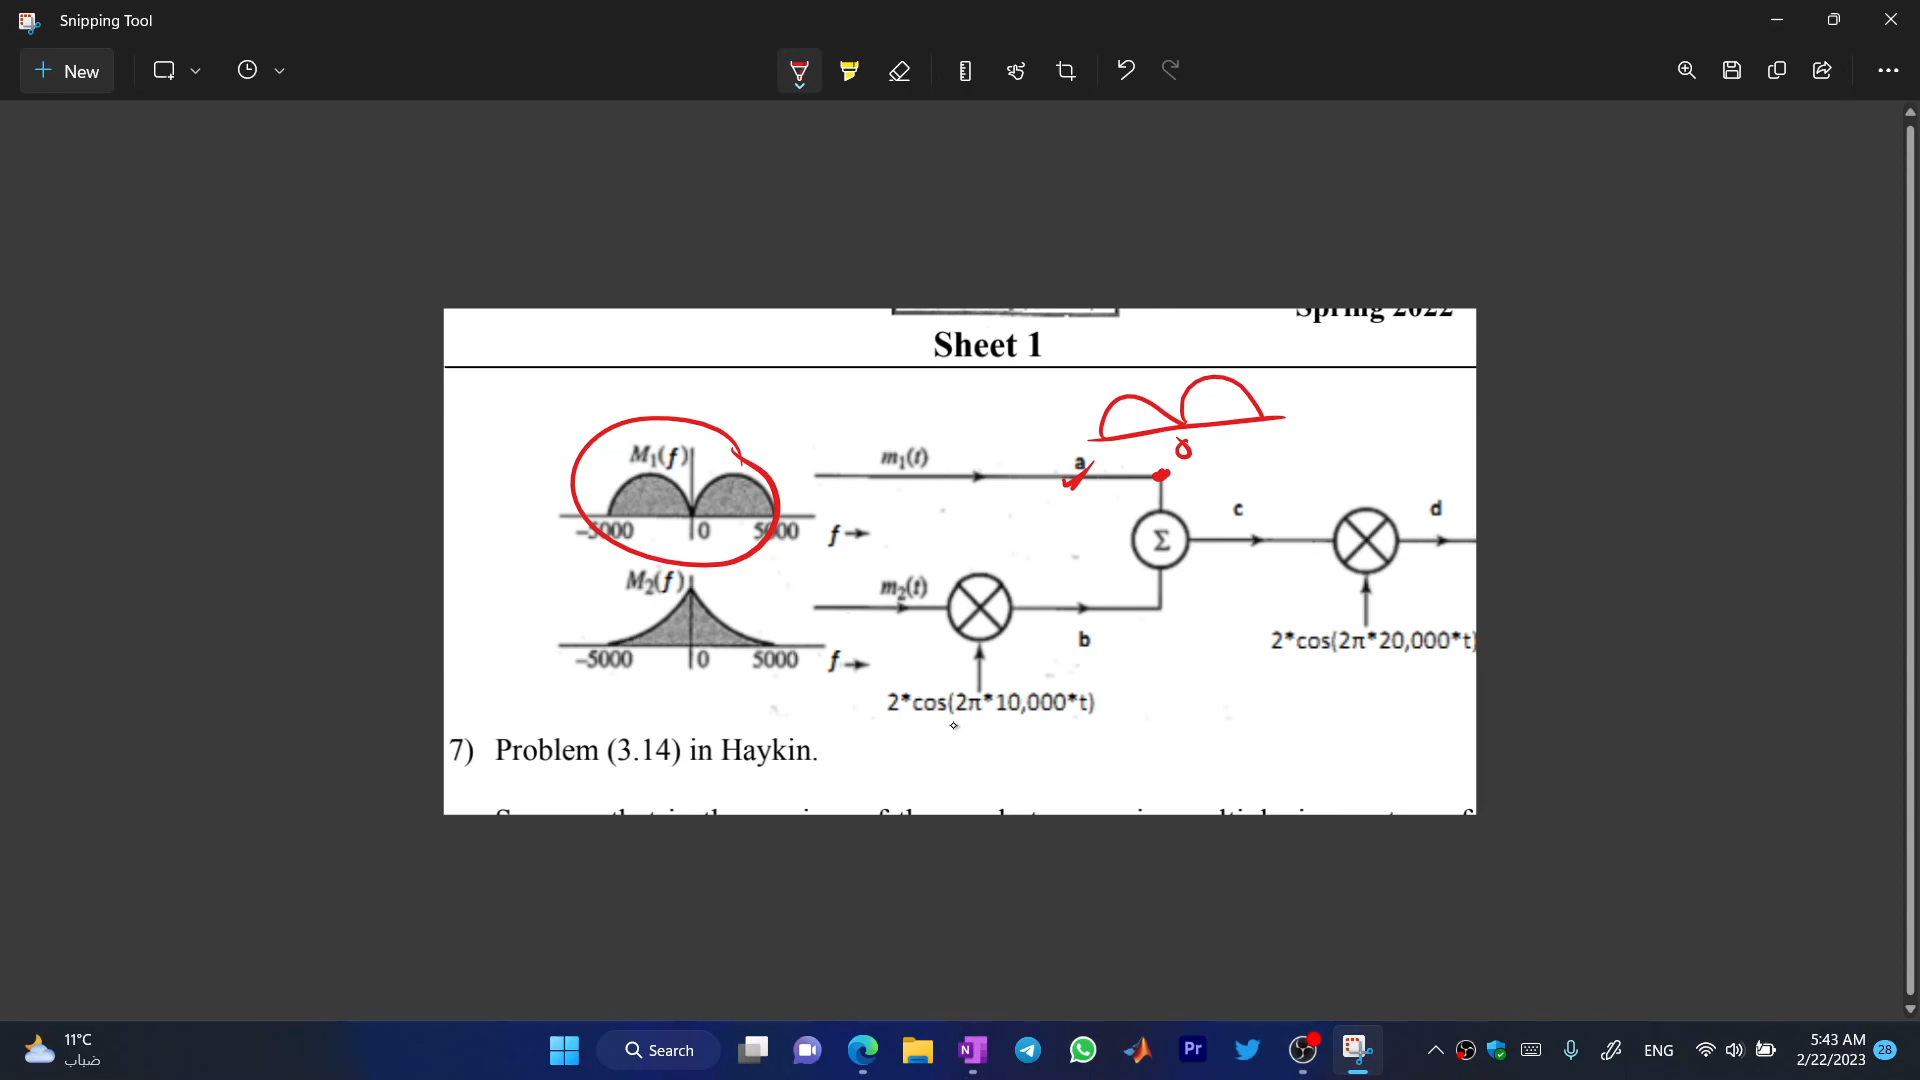 Snipping Tool
New
Spring 2022
Sheet 1
M₁(f)
m₁(t)
a
0
-5000
0
5000
f
Σ
c
d
M₂(f)
m₂(t)
b
2*cos(2π*20,000*t)
-5000
0
5000
f
2*cos(2π*10,000*t)
7) Problem (3.14) in Haykin.
11°C
ضباب
Search
Pr
ENG
5:43 AM
2/22/2023
28